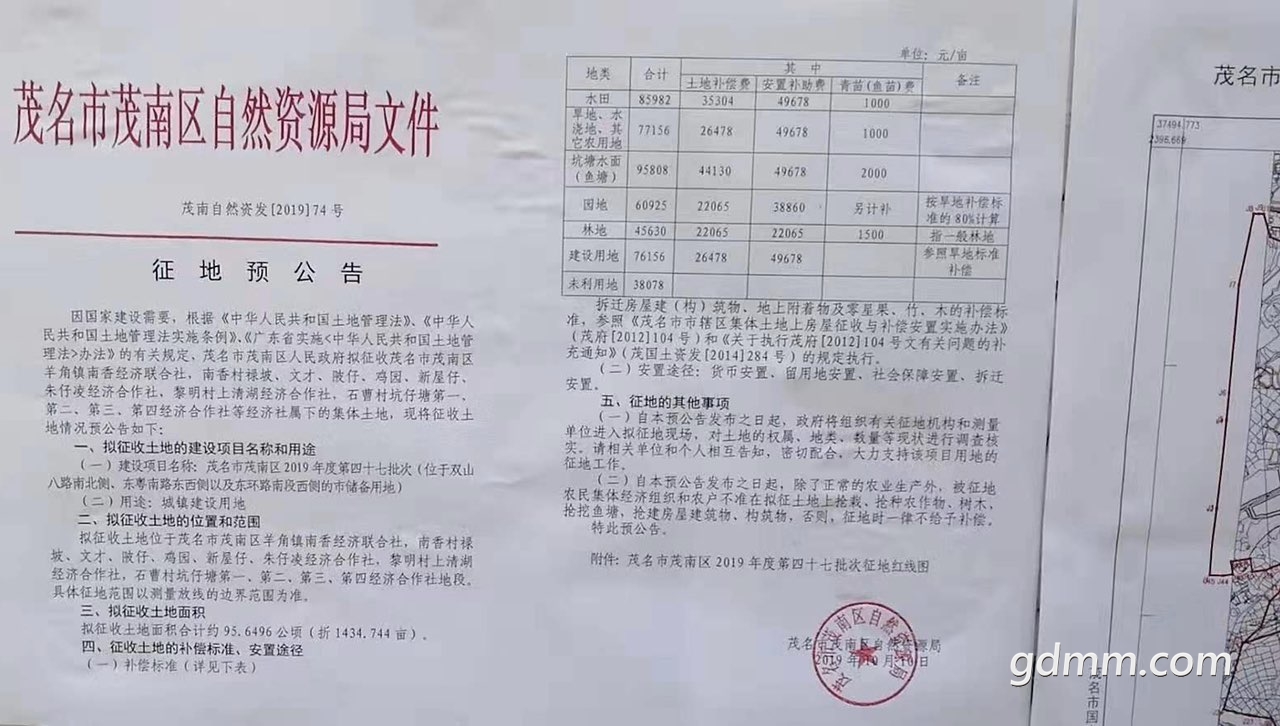 茂名市茂南区自然资源局文件
茂南自然资发[2019]74号
征地预公告
因国家建设需要，根据《中华人民共和国土地管理法》、《中华人
民共和国土地管理法实施条例》、《广东省实施<中华人民共和国土地管
理法>办法》的有关规定，茂名市茂南区人民政府拟征收茂名市茂南区
羊角镇南香经济联合社，南香村禄坡、文才、陂仔、鸡园、新屋仔、
朱仔凌经济合作社，黎明村上清湖经济合作社、石曹村坑仔塘第一、
第二、第三、第四经济合作社等经济社属下的集体土地，现将征收土
地情况预公告如下：
一、拟征收土地的建设项目名称和用途
（一）建设项目名称：茂名市茂南区2019年度第四十七批次（位于双山
八路南北侧、东粤南路东西侧以及东环路南段西侧的市储备用地）
（二）用途：城镇建设用地
二、拟征收土地的位置和范围
拟征收土地位于茂名市茂南区羊角镇南香经济联合社，南香村禄
坡、文才、陂仔、鸡园、新屋仔、朱仔凌经济合作社，黎明村上清湖
经济合作社，石曹村坑仔塘第一、第二、第三、第四经济合作社地段。
具体征地范围以测量放线的边界范围为准。
三、拟征收土地面积
拟征收土地面积合计约95.6496公顷（折1434.744亩）。
四、征收土地的补偿标准、安置途径
（一）补偿标准（详见下表）
单位：元/亩
地类 合计 其中 备注
土地补偿费 安置补助费 青苗(鱼苗)费
水田 85982 35304 49678 1000
旱地、水
浇地、其
它农用地 77156 26478 49678 1000
坑塘水面
（鱼塘） 95808 44130 49678 2000
园地 60925 22065 38860 另计补 按旱地补偿标
准的80%计算
林地 45630 22065 22065 1500 指一般林地
建设用地 76156 26478 49678 参照旱地标准
补偿
未利用地 38078
拆迁房屋建（构）筑物、地上附着物及零星果、竹、木的补偿标
准，参照《茂名市市辖区集体土地上房屋征收与补偿安置实施办法》
（茂府[2012]104号）和《关于执行茂府[2012]104号文有关问题的补
充通知》（茂国土资发[2014]284号）的规定执行。
（二）安置途径：货币安置、留用地安置、社会保障安置、拆迁
安置。
五、征地的其他事项
（一）自本预公告发布之日起，政府将组织有关征地机构和测量
单位进入拟征地现场，对土地的权属、地类、数量等现状进行调查核
实。请相关单位和个人相互告知，密切配合，大力支持该项目用地的
征地工作。
（二）自本预公告发布之日起，除了正常的农业生产外，被征地
农民集体经济组织和农户不准在拟征土地上抢栽、抢种农作物、树木，
抢挖鱼塘，抢建房屋建筑物、构筑物，否则，征地时一律不给予补偿。
特此预公告。
附件：茂名市茂南区2019年度第四十七批次征地红线图
茂名市茂南区自然资源局
2019年10月16日
茂名市
37494.773
2396.669
茂名市国
gdmm.com